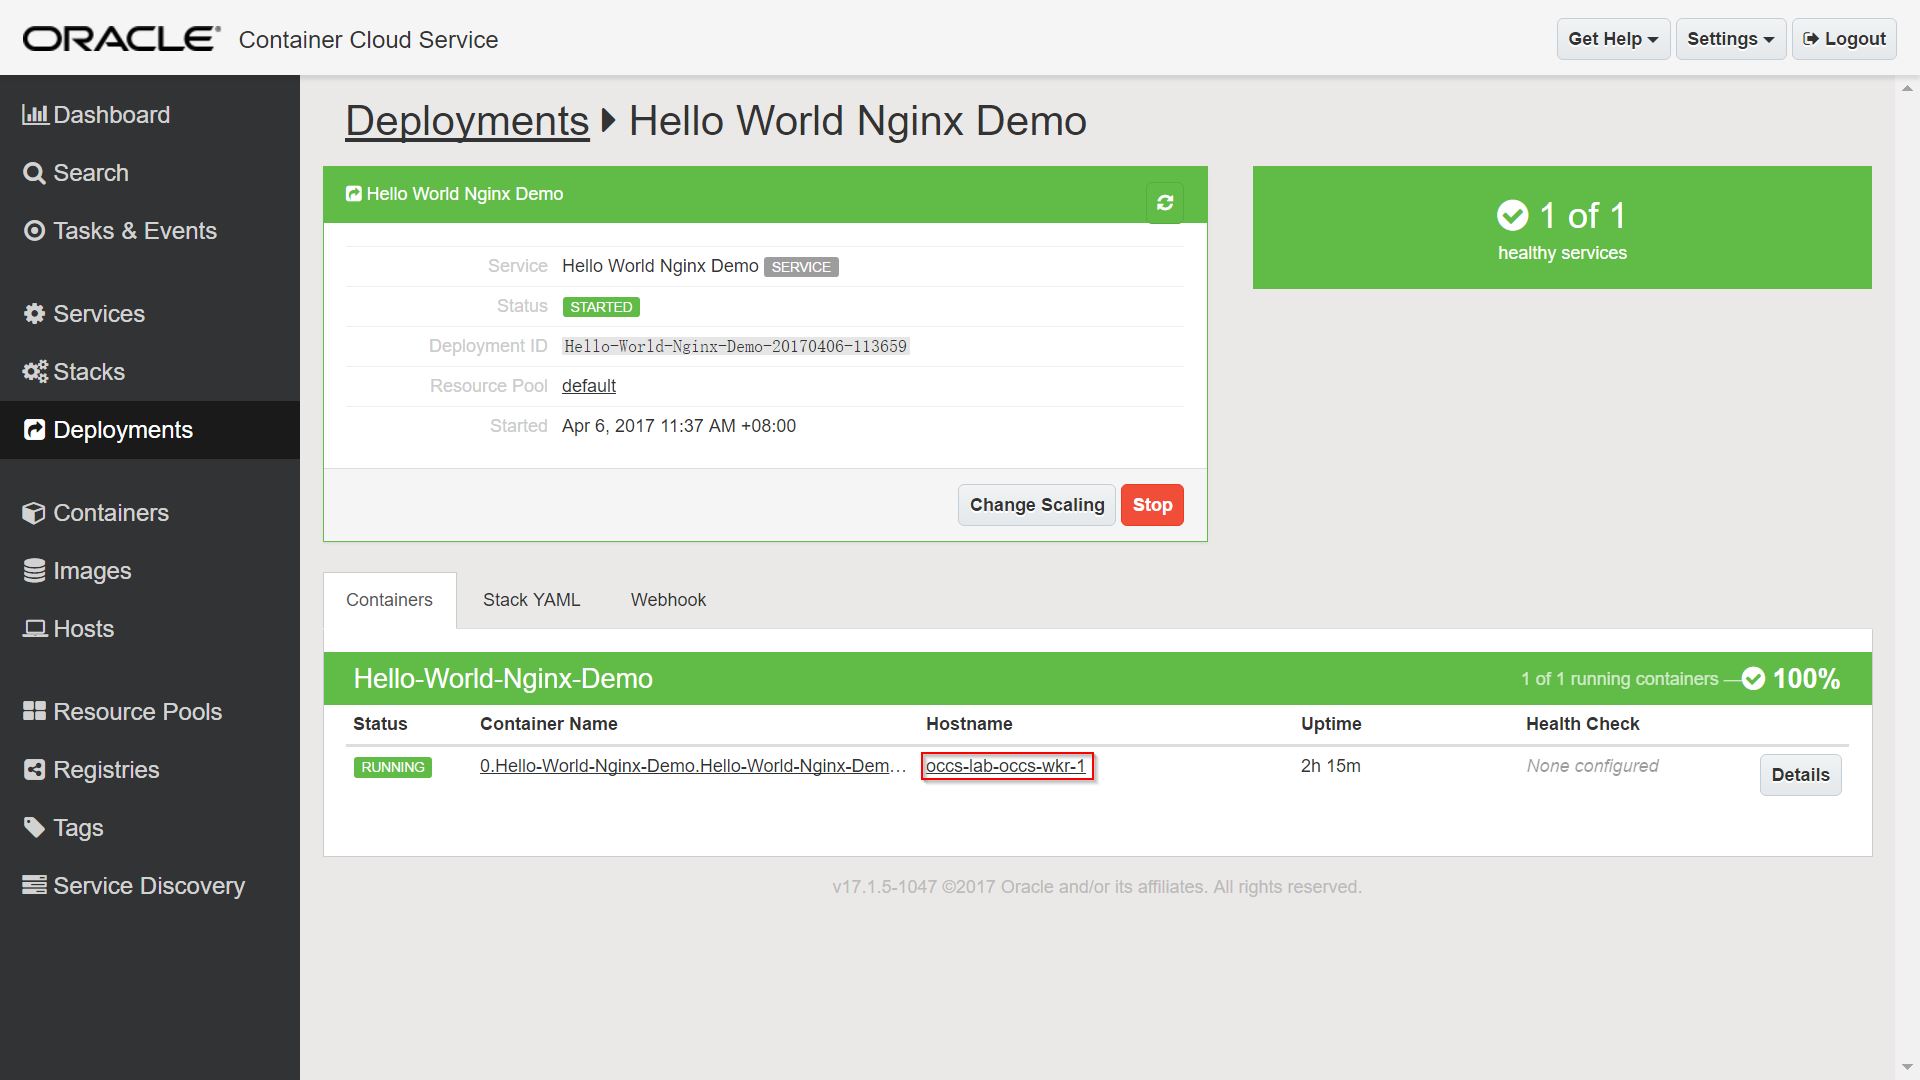 ORACLE® Container Cloud Service
Get Help
Settings
Logout
Dashboard
Search
Tasks & Events
Services
Stacks
Deployments
Containers
Images
Hosts
Resource Pools
Registries
Tags
Service Discovery
Deployments Hello World Nginx Demo
Hello World Nginx Demo
Service Hello World Nginx Demo SERVICE
Status STARTED
Deployment ID Hello-World-Nginx-Demo-20170406-113659
Resource Pool default
Started Apr 6, 2017 11:37 AM +08:00
Change Scaling Stop
1 of 1
healthy services
Containers Stack YAML Webhook
Hello-World-Nginx-Demo 1 of 1 running containers — 100%
Status Container Name Hostname Uptime Health Check
RUNNING 0.Hello-World-Nginx-Demo.Hello-World-Nginx-Dem… occs-lab-occs-wkr-1 2h 15m None configured Details
v17.1.5-1047 ©2017 Oracle and/or its affiliates. All rights reserved.